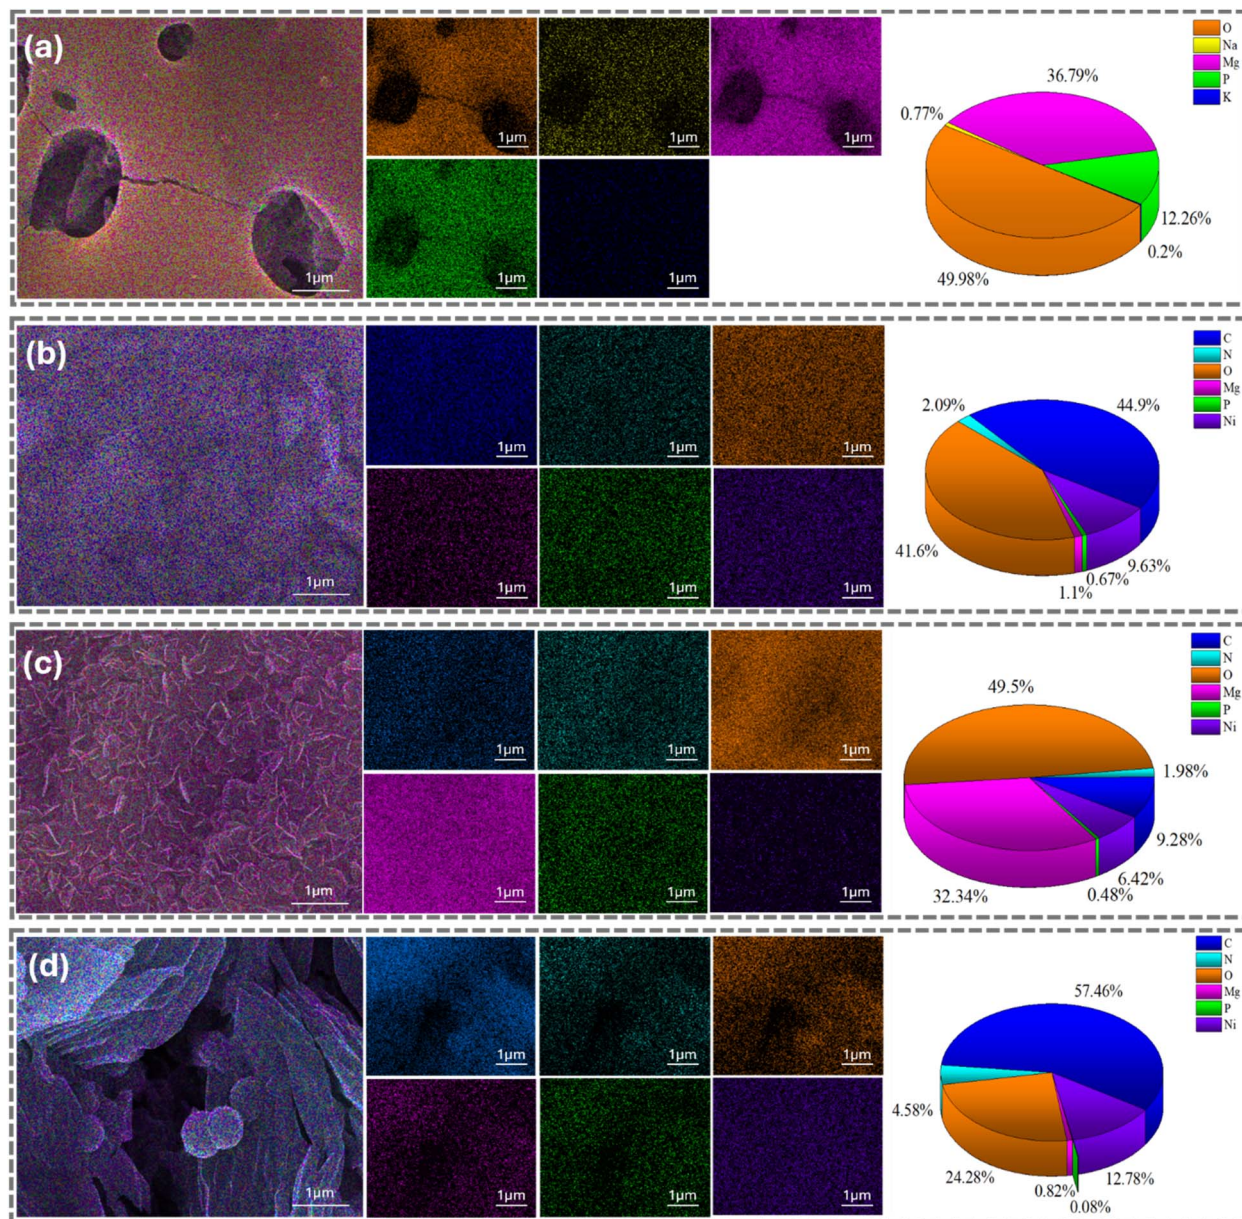 (a)
1µm
1µm
1µm
1µm
1µm
1µm
O
Na
Mg
P
K
36.79%
0.77%
12.26%
0.2%
49.98%
(b)
1µm
1µm
1µm
1µm
1µm
1µm
1µm
C
N
O
Mg
P
Ni
2.09%
44.9%
41.6%
9.63%
0.67%
1.1%
(c)
1µm
1µm
1µm
1µm
1µm
1µm
1µm
C
N
O
Mg
P
Ni
49.5%
1.98%
9.28%
6.42%
0.48%
32.34%
(d)
1µm
1µm
1µm
1µm
1µm
1µm
1µm
C
N
O
Mg
P
Ni
57.46%
4.58%
24.28%
12.78%
0.82%
0.08%